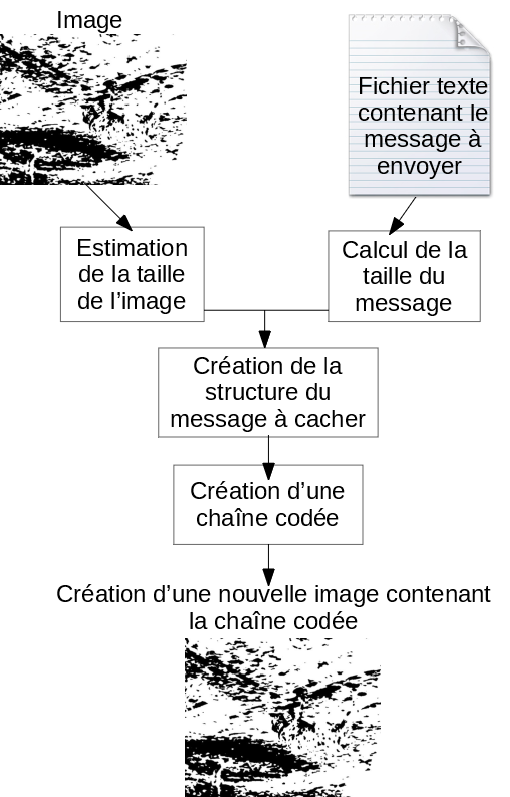 Image
Fichier texte
contenant le
message à
envoyer
Estimation
de la taille
de l’image
Calcul de la
taille du
message
Création de la
structure du
message à cacher
Création d’une
chaîne codée
Création d’une nouvelle image contenant
la chaîne codée